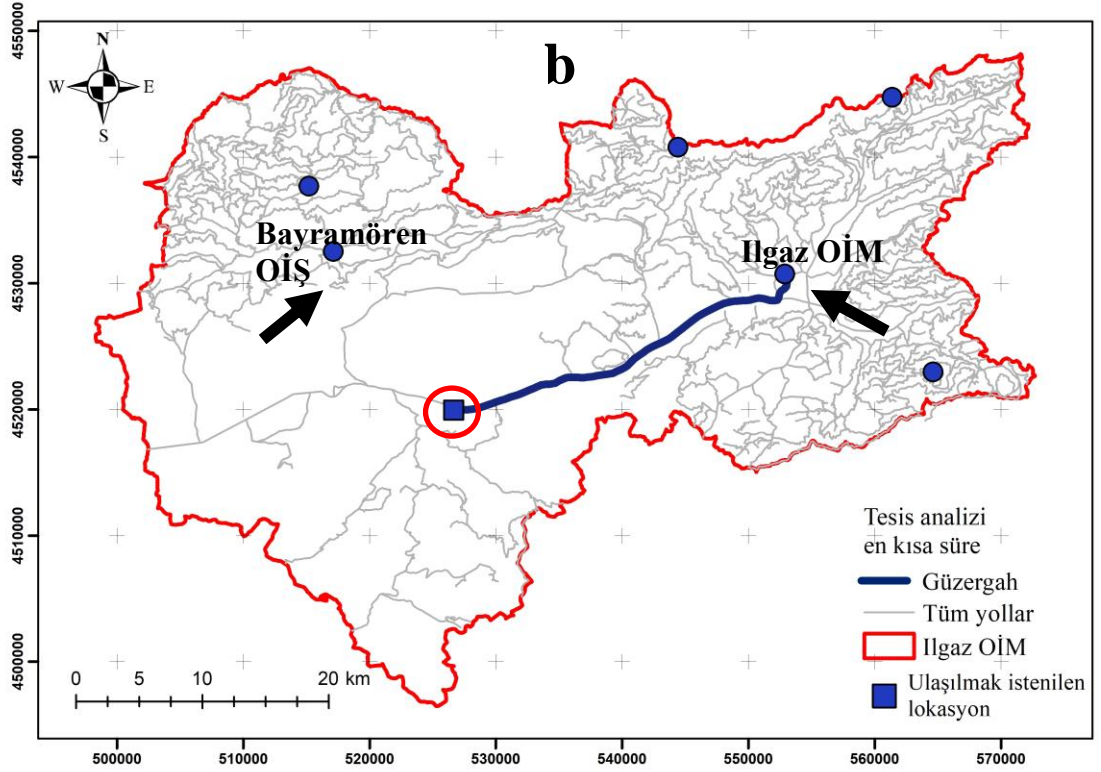 4550000
4540000
4530000
4520000
4510000
4500000
N
W
E
S
b
Bayramören
OİŞ
Ilgaz OİM
Tesis analizi
en kısa süre
Güzergah
Tüm yollar
Ilgaz OİM
Ulaşılmak istenilen
lokasyon
0 5 10 20 km
500000 510000 520000 530000 540000 550000 560000 570000